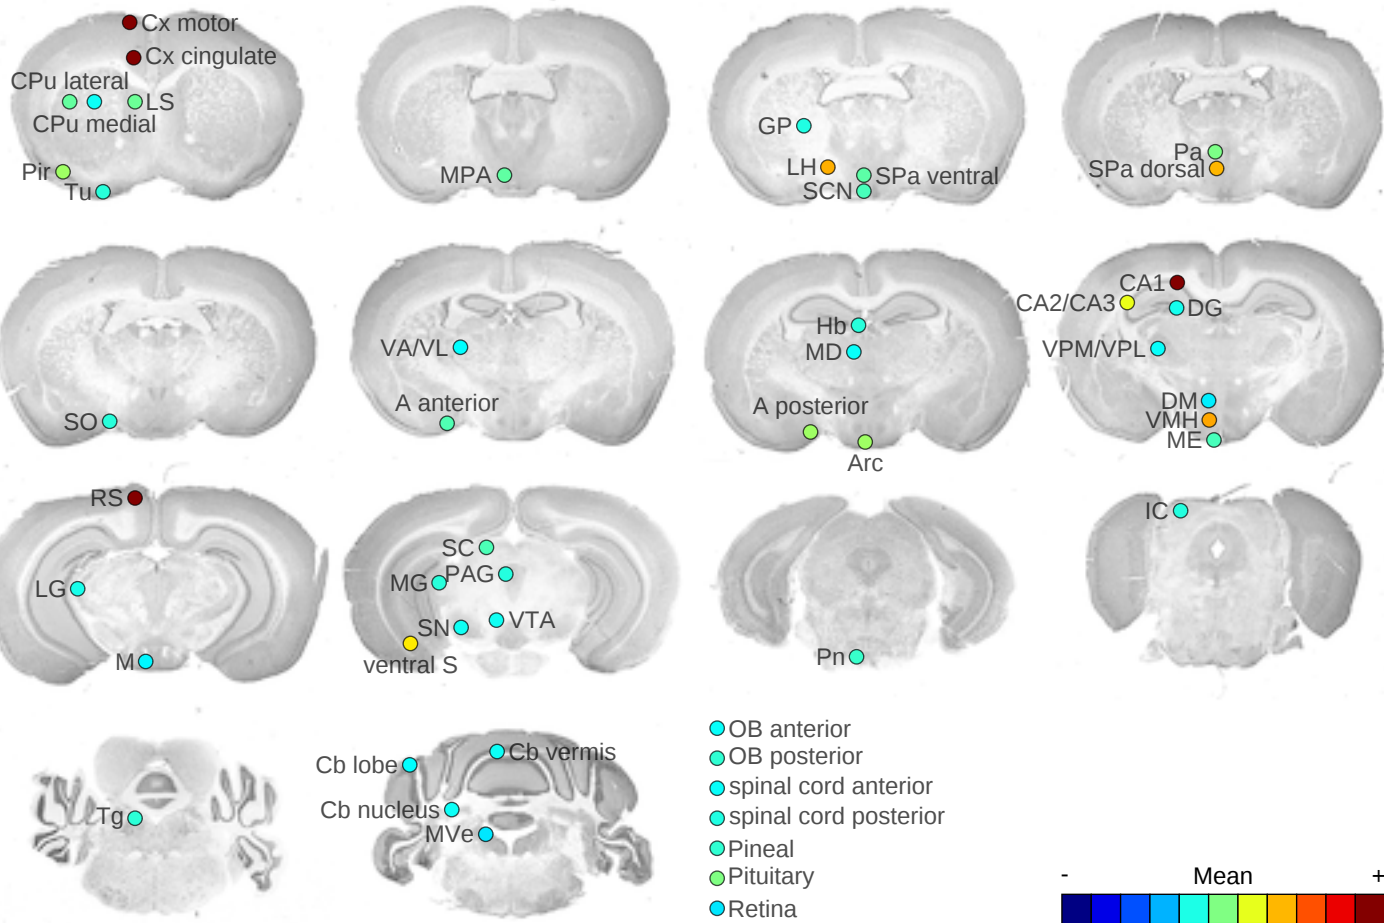 Cx motor
Cx cingulate
CPu lateral
LS
CPu medial
Pir
Tu
MPA
GP
LH
SPa ventral
SCN
Pa
SPa dorsal
SO
VA/VL
A anterior
Hb
MD
A posterior
Arc
CA1
CA2/CA3
DG
VPM/VPL
DM
VMH
ME
RS
LG
M
SC
MG
PAG
SN
VTA
ventral S
Pn
IC
Tg
Cb lobe
Cb vermis
Cb nucleus
MVe
OB anterior
OB posterior
spinal cord anterior
spinal cord posterior
Pineal
Pituitary
Retina
- Mean +